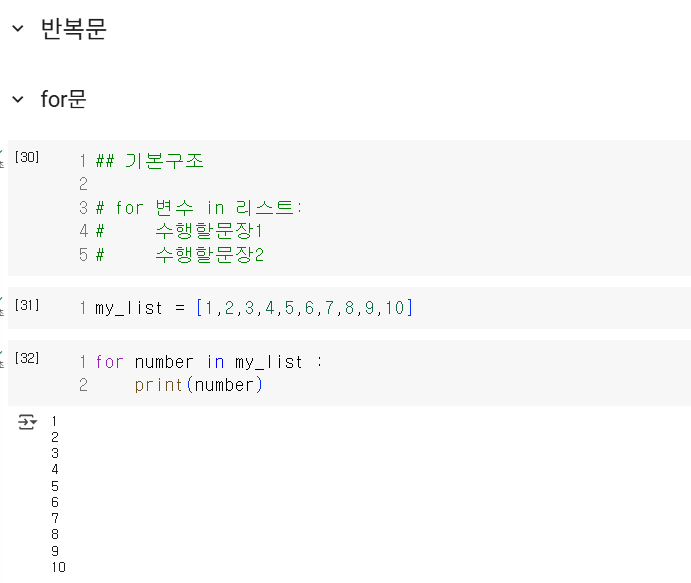 반복문
for문
[30]
1 ## 기본구조
2
3 # for 변수 in 리스트:
4 #     수행할문장1
5 #     수행할문장2
[31]
1 my_list = [1,2,3,4,5,6,7,8,9,10]
[32]
1 for number in my_list :
2     print(number)
1
2
3
4
5
6
7
8
9
10